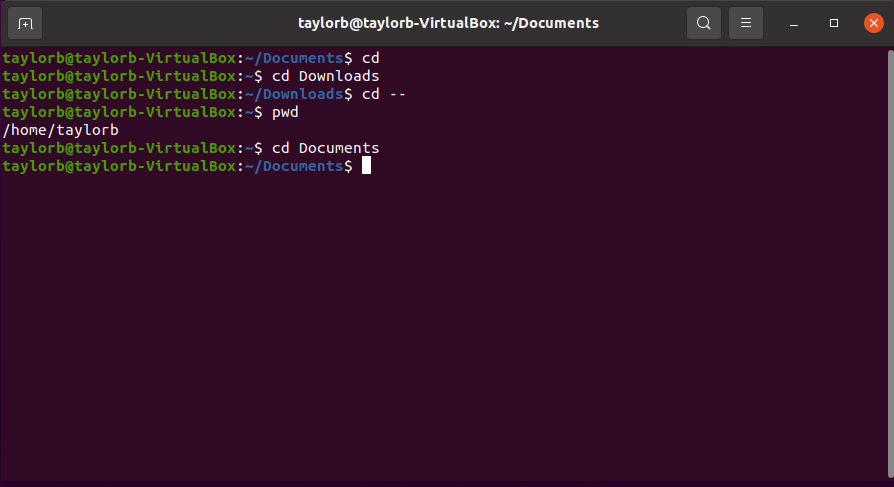 taylorb@taylorb-VirtualBox: ~/Documents
taylorb@taylorb-VirtualBox:~/Documents$ cd
taylorb@taylorb-VirtualBox:~$ cd Downloads
taylorb@taylorb-VirtualBox:~/Downloads$ cd --
taylorb@taylorb-VirtualBox:~$ pwd
/home/taylorb
taylorb@taylorb-VirtualBox:~$ cd Documents
taylorb@taylorb-VirtualBox:~/Documents$